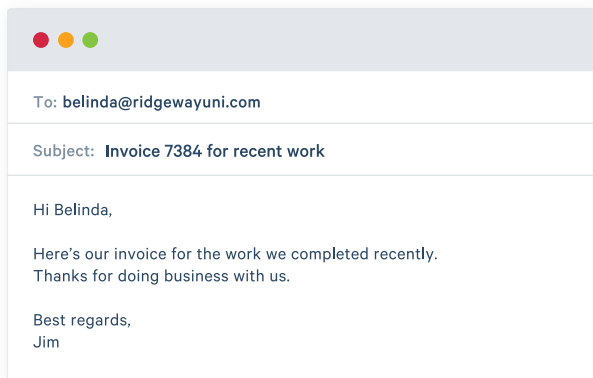 To: belinda@ridgewayuni.com
Subject: Invoice 7384 for recent work
Hi Belinda,
Here’s our invoice for the work we completed recently.
Thanks for doing business with us.
Best regards,
Jim